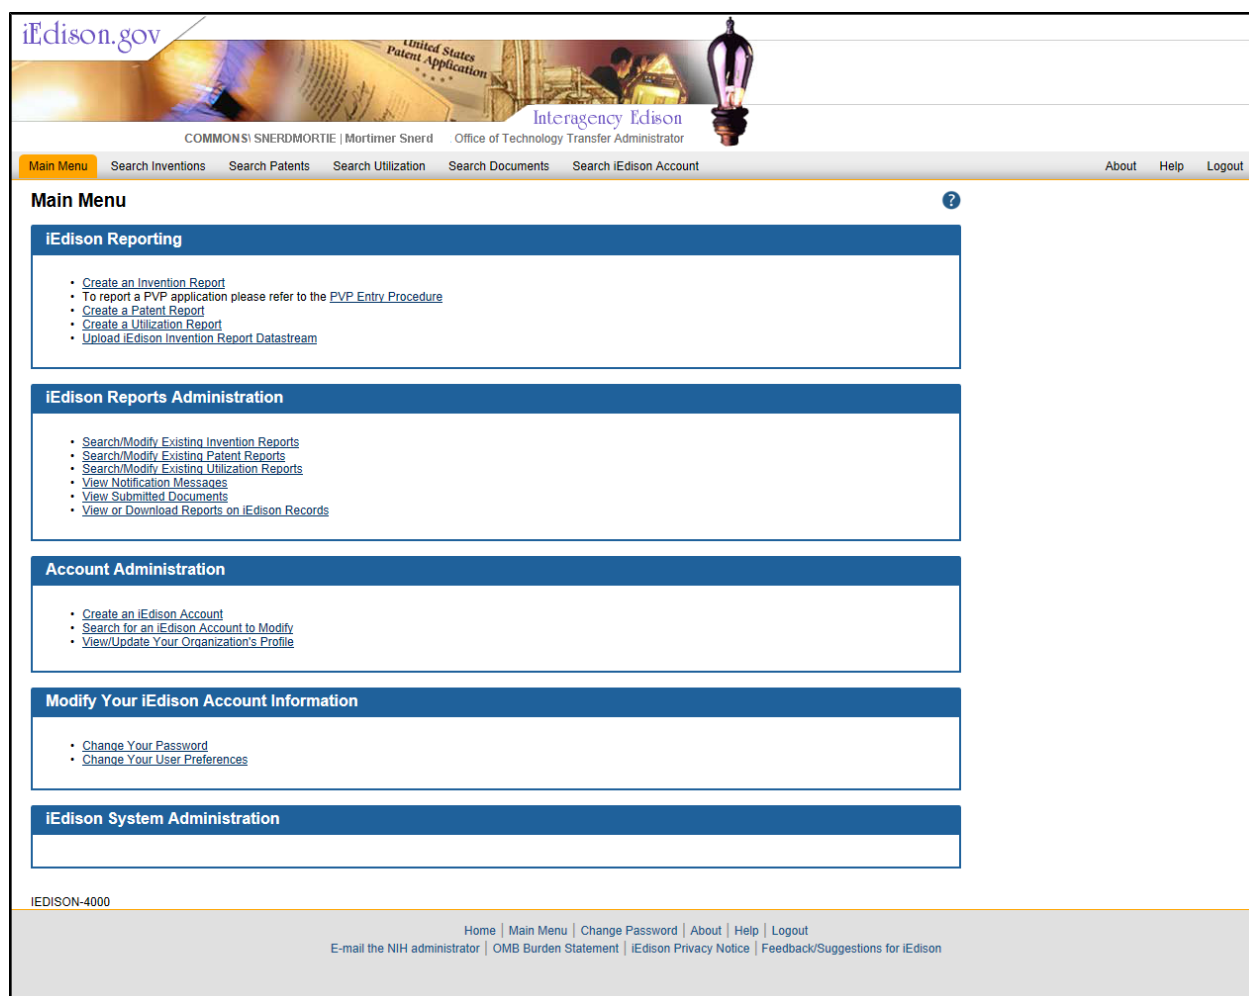 iEdison.gov
United States
Patent Application
Interagency Edison
COMMONS\ SNERDMORTIE | Mortimer Snerd Office of Technology Transfer Administrator
Main Menu Search Inventions Search Patents Search Utilization Search Documents Search iEdison Account About Help Logout
Main Menu ?
iEdison Reporting
• Create an Invention Report
• To report a PVP application please refer to the PVP Entry Procedure
• Create a Patent Report
• Create a Utilization Report
• Upload iEdison Invention Report Datastream
iEdison Reports Administration
• Search/Modify Existing Invention Reports
• Search/Modify Existing Patent Reports
• Search/Modify Existing Utilization Reports
• View Notification Messages
• View Submitted Documents
• View or Download Reports on iEdison Records
Account Administration
• Create an iEdison Account
• Search for an iEdison Account to Modify
• View/Update Your Organization's Profile
Modify Your iEdison Account Information
• Change Your Password
• Change Your User Preferences
iEdison System Administration
IEDISON-4000
Home | Main Menu | Change Password | About | Help | Logout
E-mail the NIH administrator | OMB Burden Statement | iEdison Privacy Notice | Feedback/Suggestions for iEdison